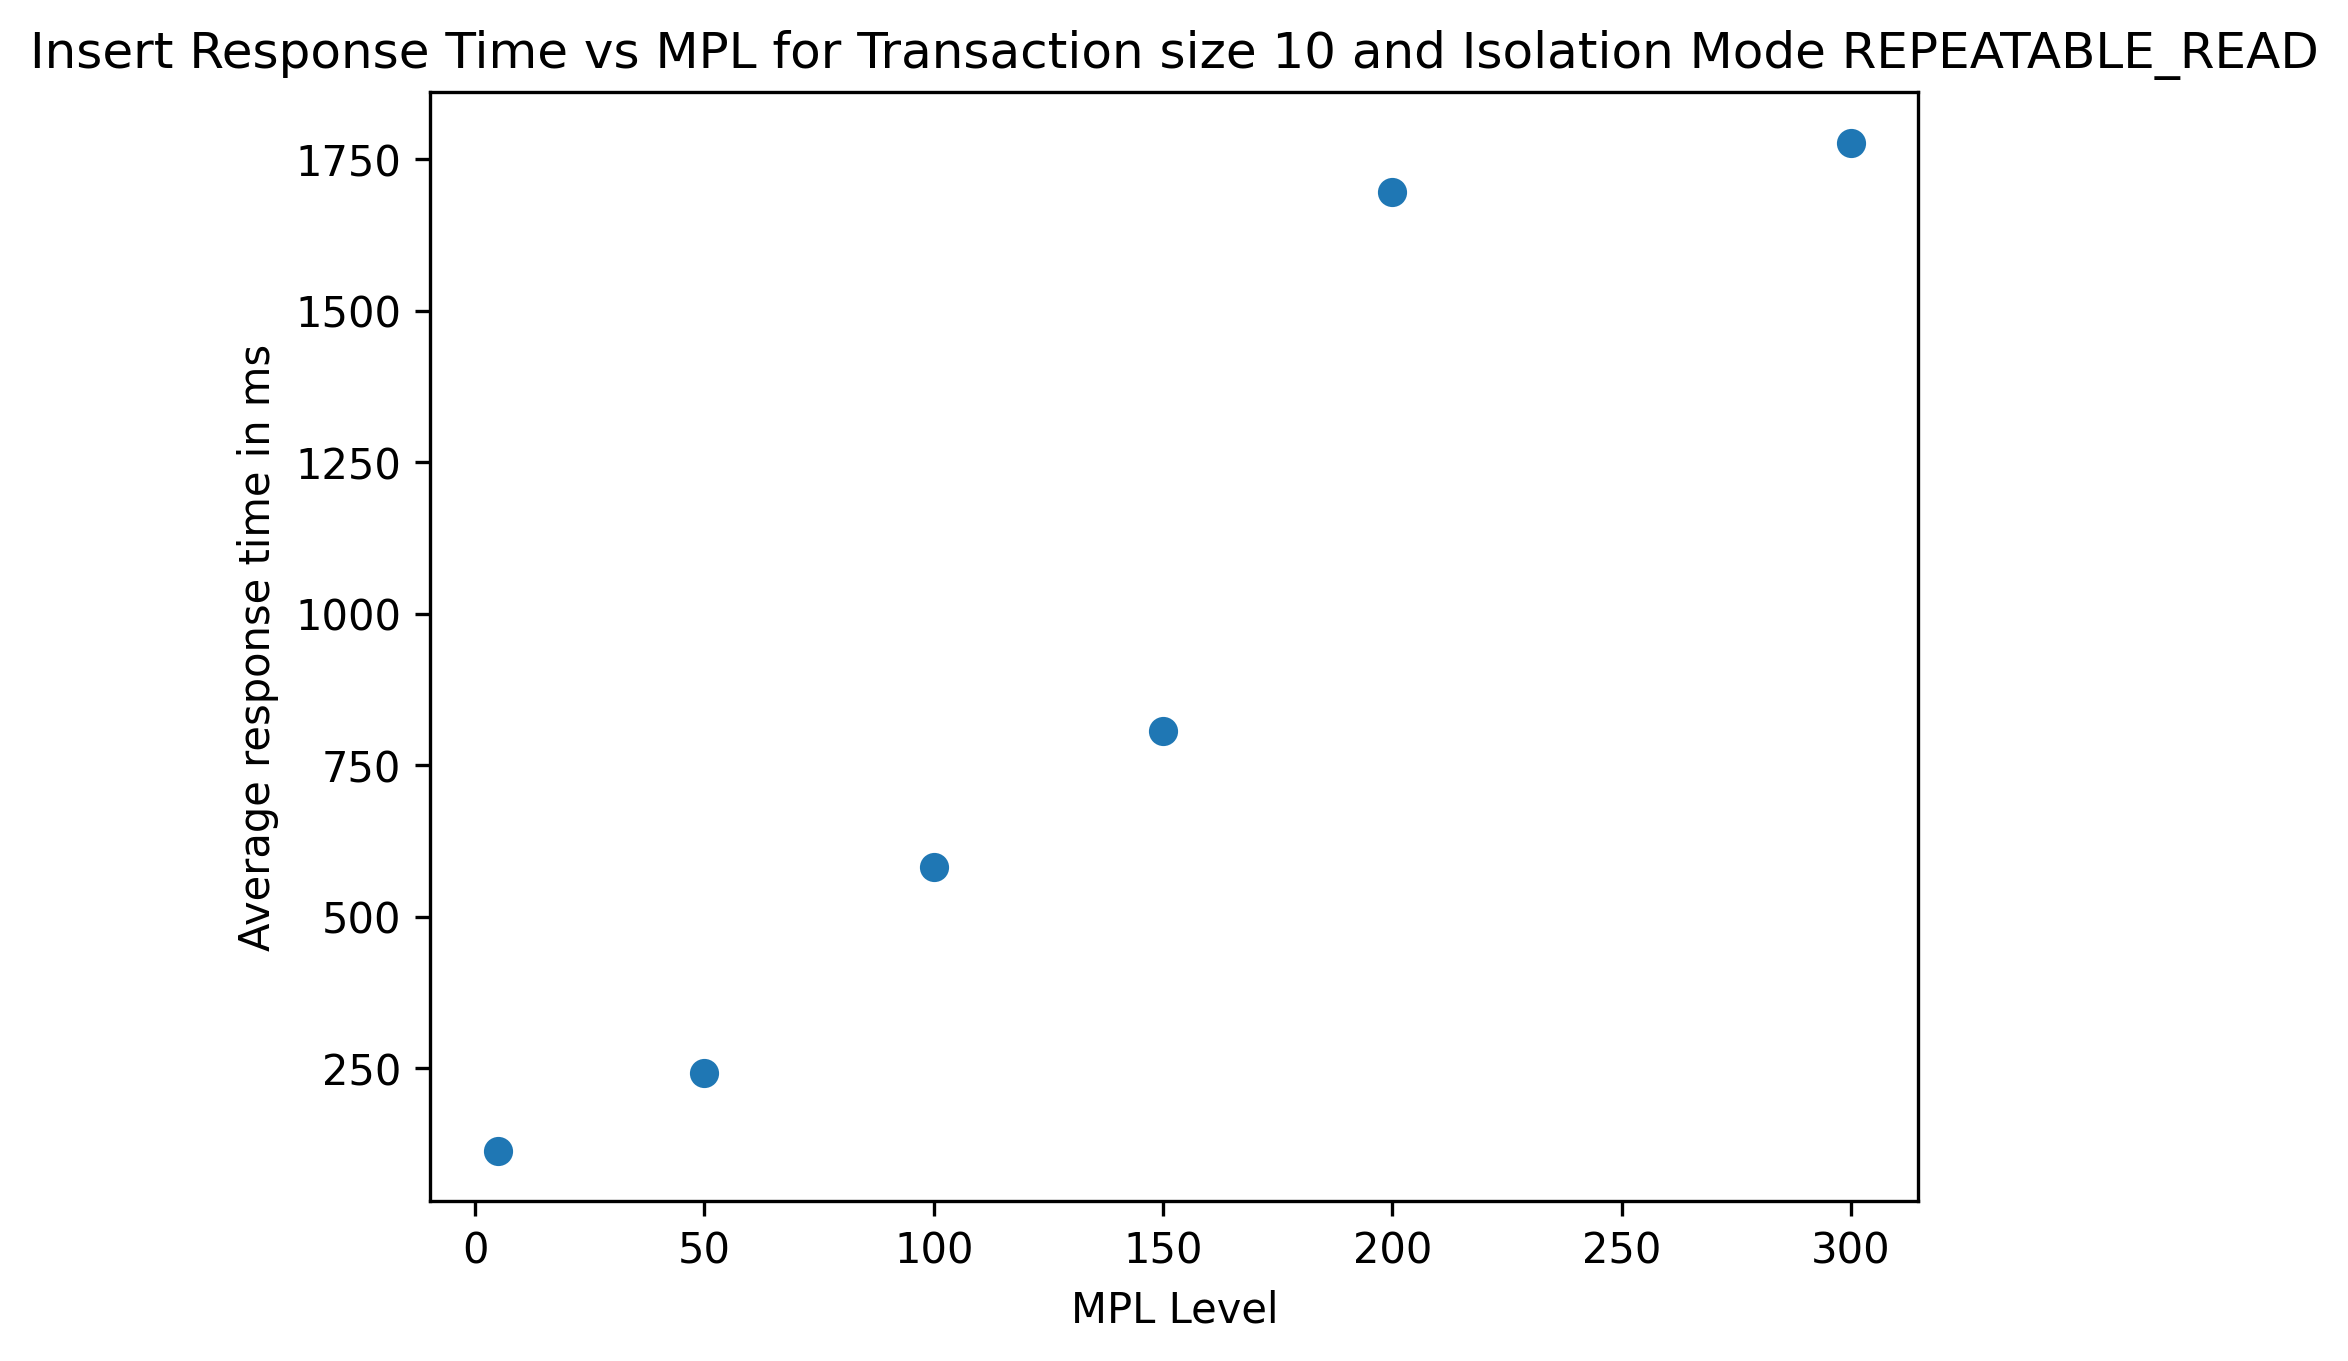 Insert Response Time vs MPL for Transaction size 10 and Isolation Mode REPEATABLE_READ
1750
1500
1250
1000
750
500
250
Average response time in ms
0 50 100 150 200 250 300
MPL Level